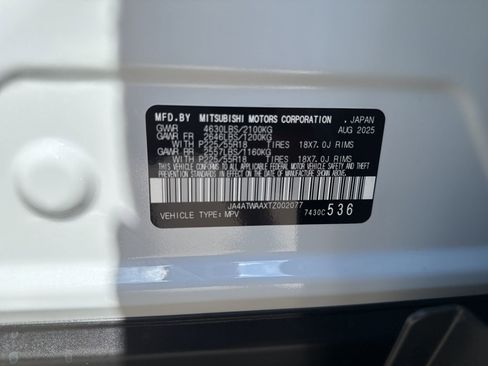 MFD.BY MITSUBISHI MOTORS CORPORATION , JAPAN
GVWR 4630LBS/2100KG AUG 2025
GAWR FR 2646LBS/1200KG
WITH P225/55R18 TIRES 18X7.0J RIMS
GAWR RR 2557LBS/1160KG
WITH P225/55R18 TIRES 18X7.0J RIMS
THIS VEHICLE CONFORMS TO ALL APPLICABLE FEDERAL MOTOR
VEHICLE SAFETY, BUMPER, AND THEFT
PREVENTION STANDARDS IN EFFECT ON THE DATE OF
MANUFACTURE SHOWN ABOVE.
JA4ATWAAXTZ002077
VEHICLE TYPE: MPV 7430C 536